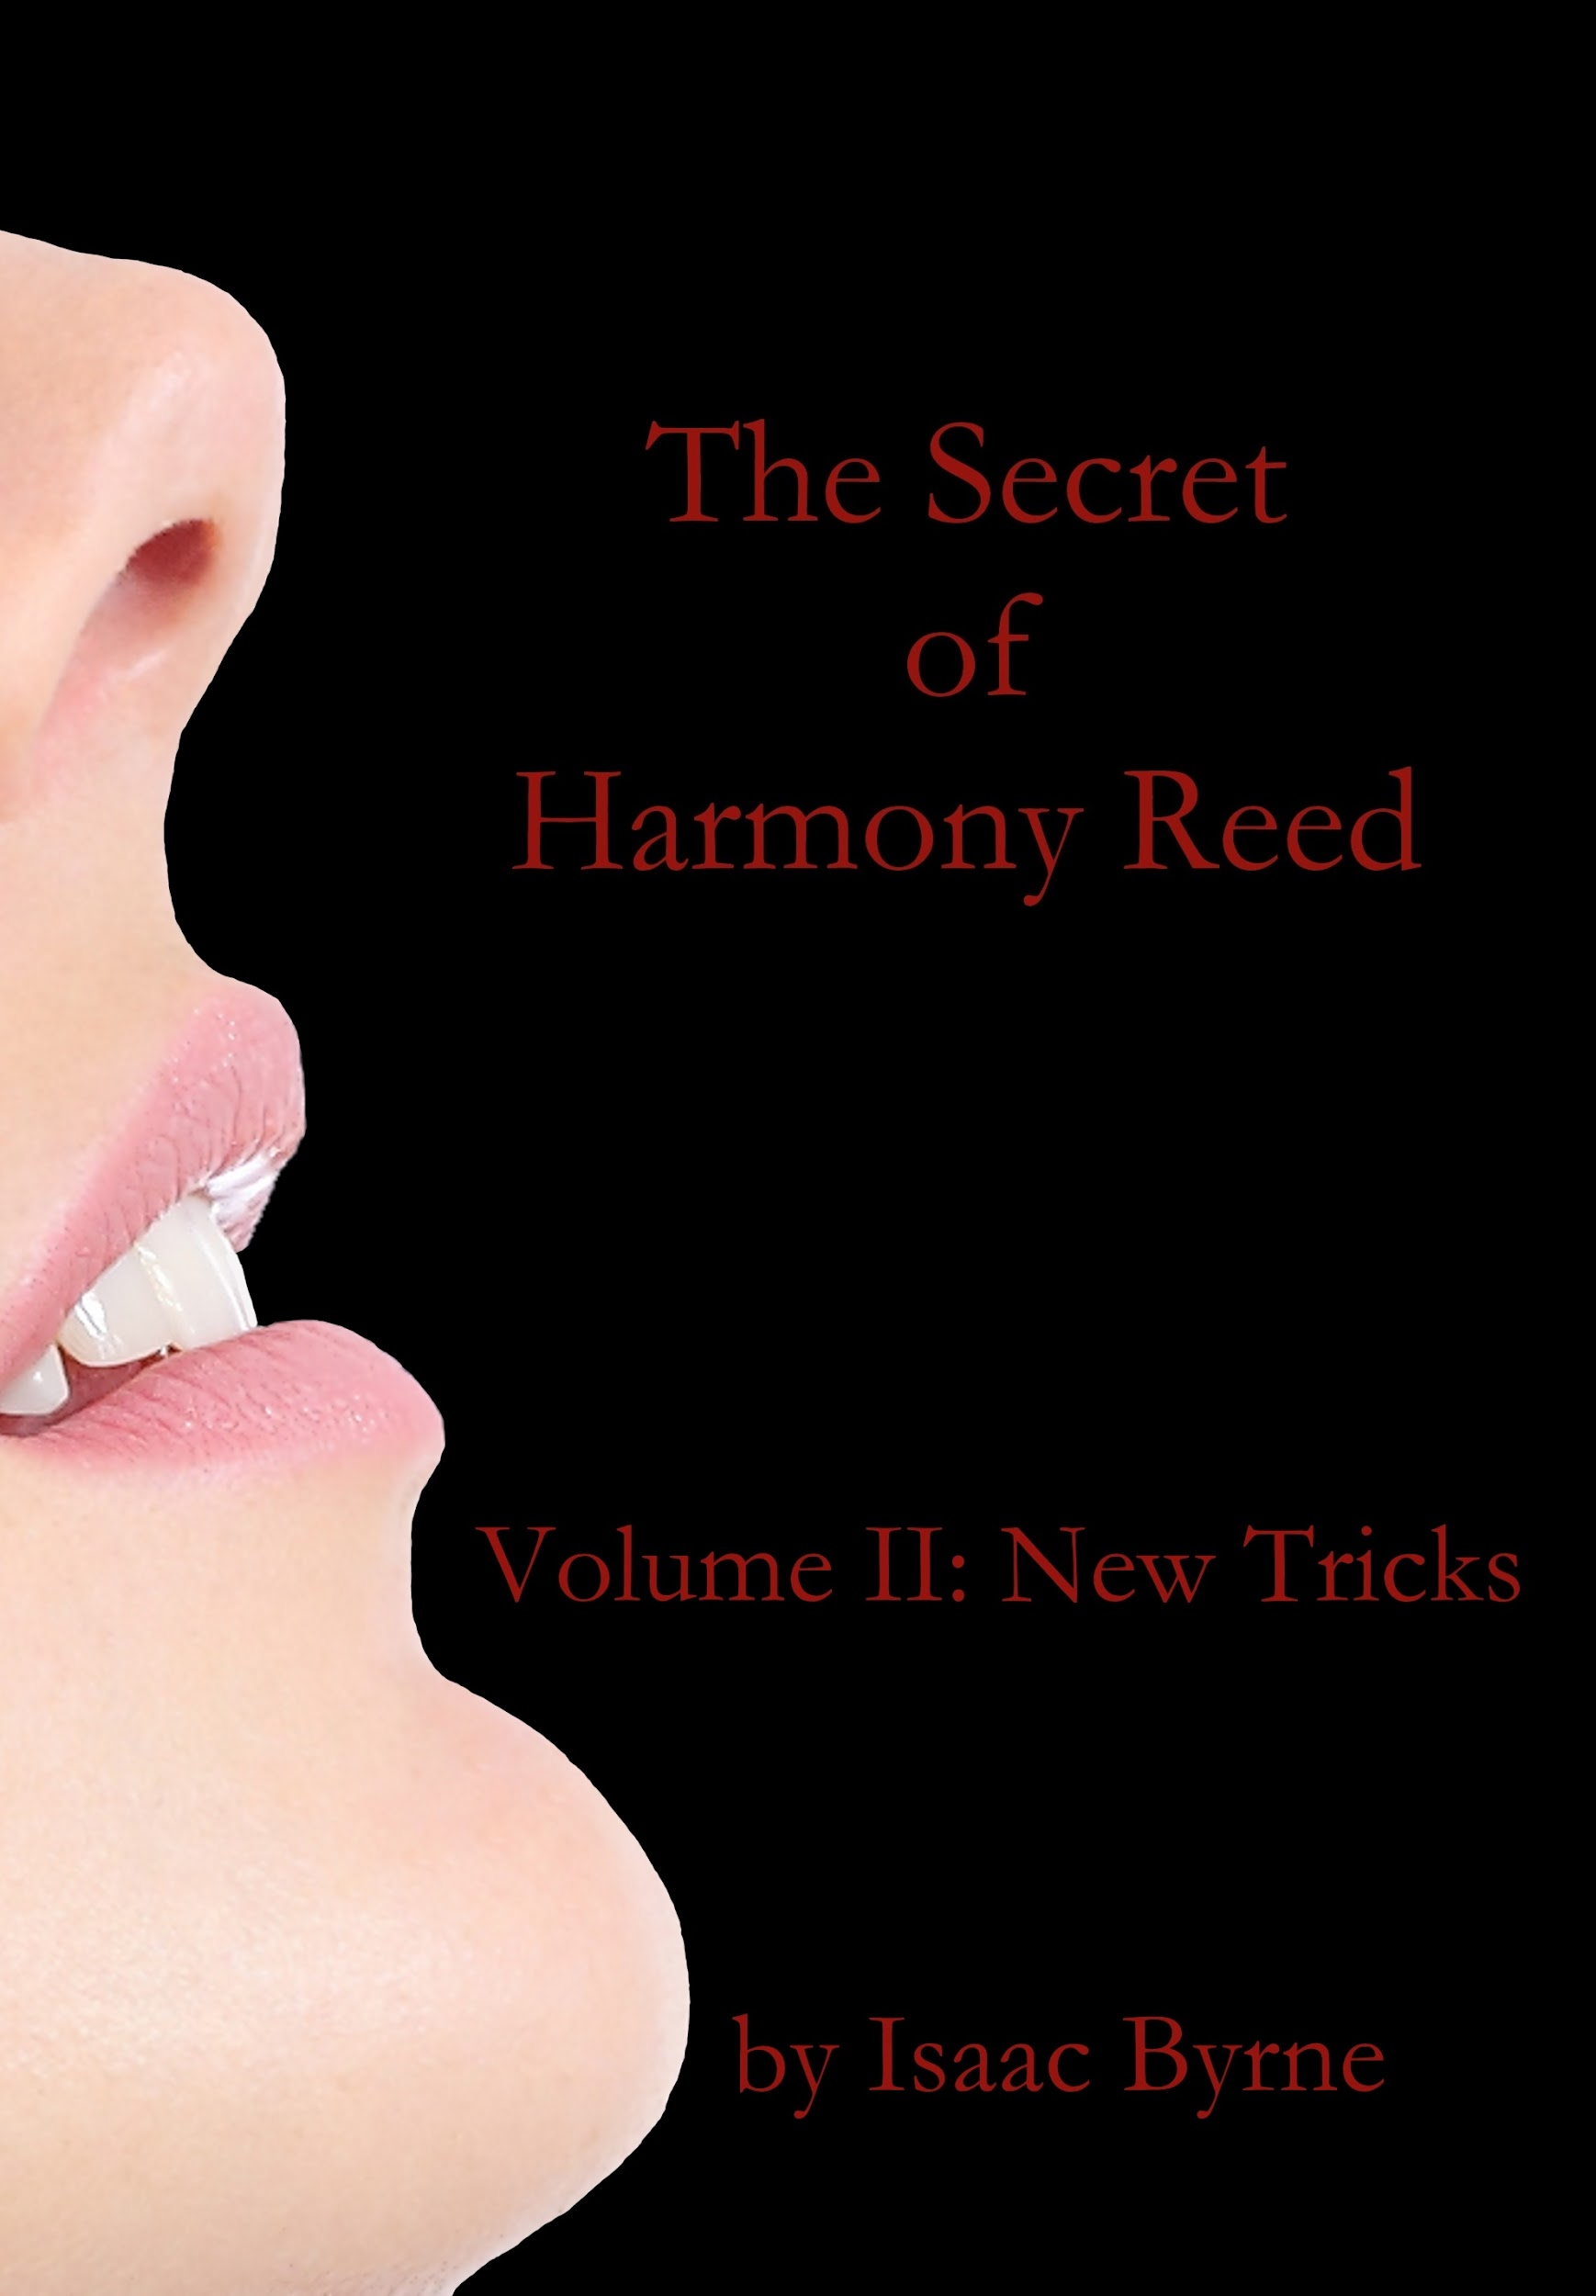 The Secret
of
Harmony Reed
Volume II: New Tricks
by Isaac Byrne